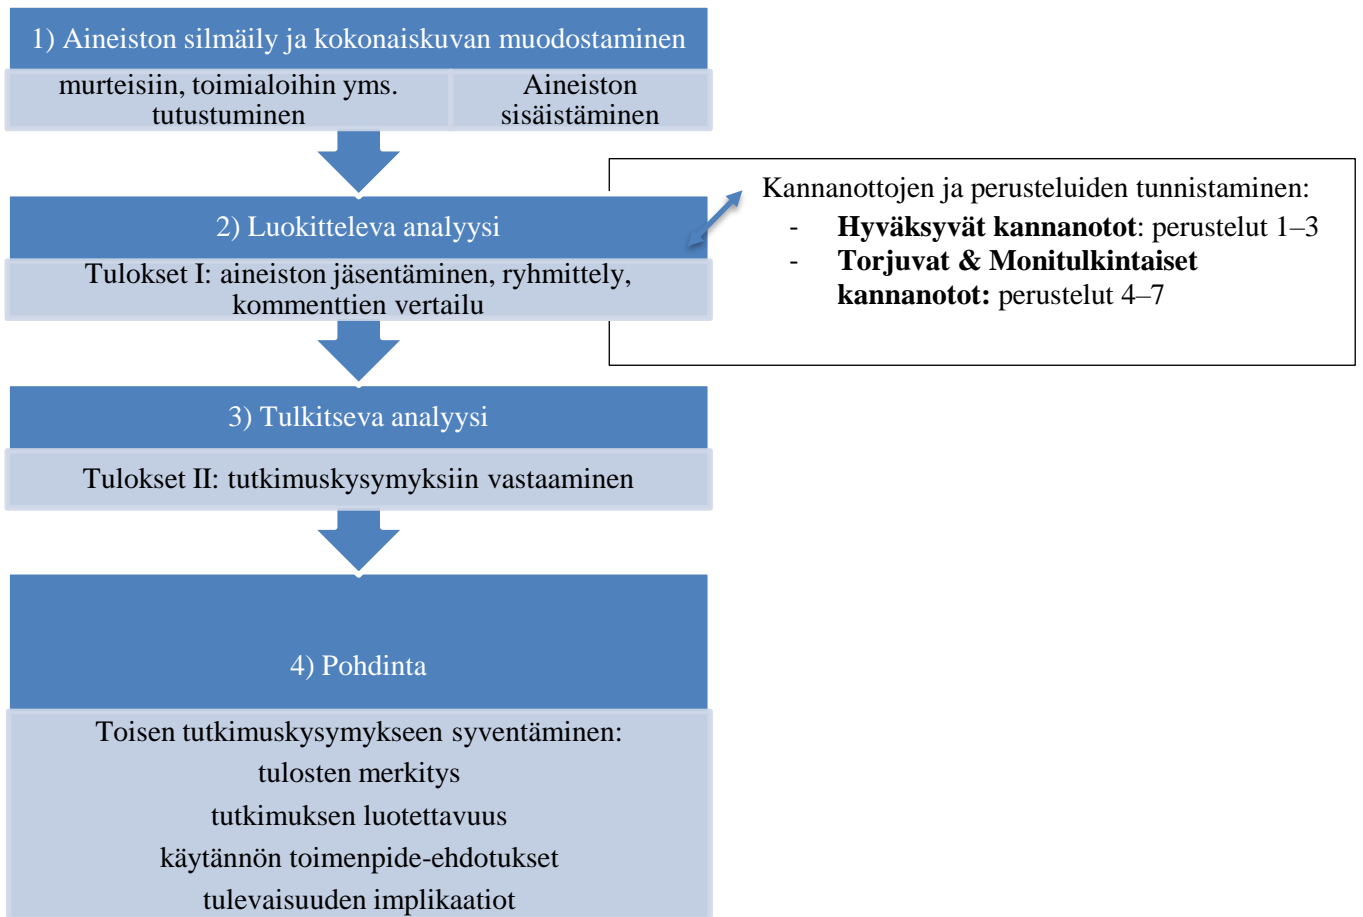 1) Aineiston silmäily ja kokonaiskuvan muodostaminen
murteisiin, toimialoihin yms.
tutustuminen
Aineiston
sisäistäminen
2) Luokitteleva analyysi
Tulokset I: aineiston jäsentäminen, ryhmittely,
kommenttien vertailu
Kannanottojen ja perusteluiden tunnistaminen:
- Hyväksyvät kannanotot: perustelut 1–3
- Torjuvat & Monitulkintaiset
kannanotot: perustelut 4–7
3) Tulkitseva analyysi
Tulokset II: tutkimuskysymyksiin vastaaminen
4) Pohdinta
Toisen tutkimuskysymykseen syventäminen:
tulosten merkitys
tutkimuksen luotettavuus
käytännön toimenpide-ehdotukset
tulevaisuuden implikaatiot